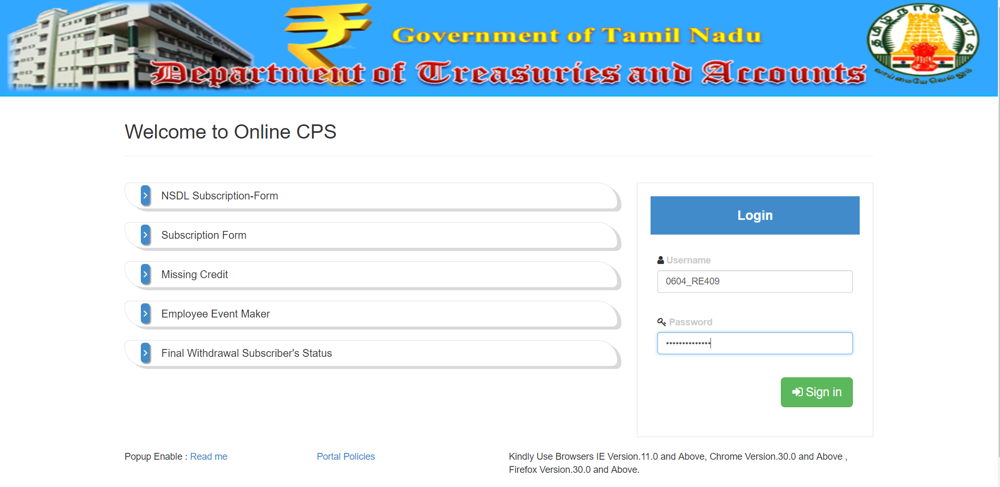 Government of Tamil Nadu
Department of Treasuries and Accounts
தமிழ்நாடு அரசு
வாய்மையே வெல்லும்
Welcome to Online CPS
NSDL Subscription-Form
Subscription Form
Missing Credit
Employee Event Maker
Final Withdrawal Subscriber's Status
Login
Username
0604_RE409
Password
••••••••••••••
Sign in
Popup Enable : Read me
Portal Policies
Kindly Use Browsers IE Version.11.0 and Above, Chrome Version.30.0 and Above ,
Firefox Version.30.0 and Above.